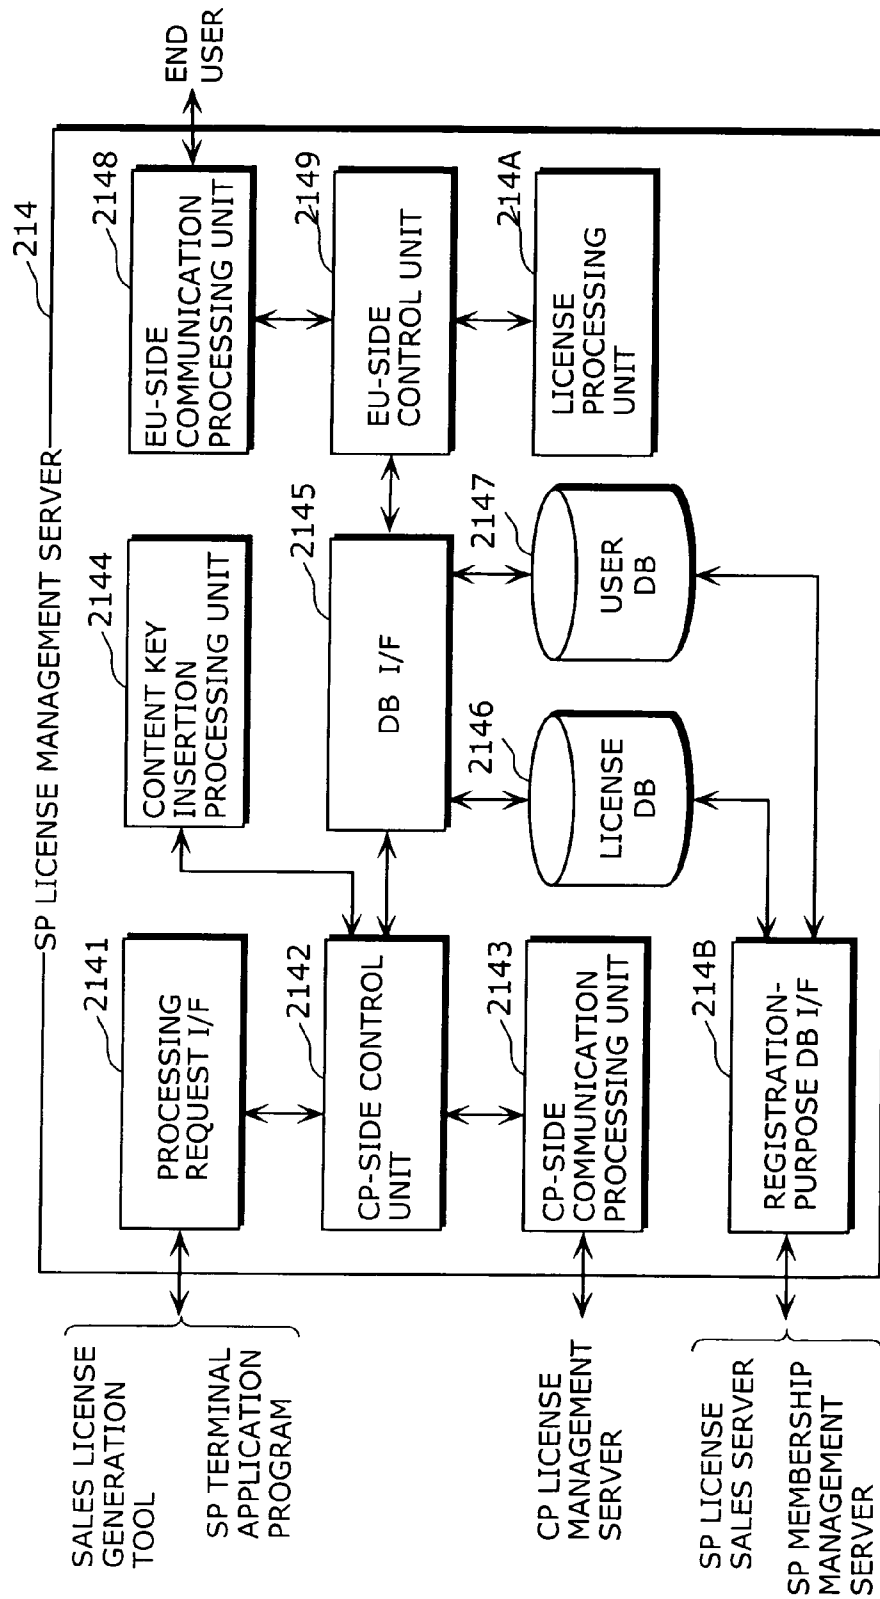 SP LICENSE MANAGEMENT SERVER
214
SALES LICENSE
GENERATION
TOOL
SP TERMINAL
APPLICATION
PROGRAM
2141
PROCESSING
REQUEST I/F
2144
CONTENT KEY
INSERTION
PROCESSING UNIT
2148
EU-SIDE
COMMUNICATION
PROCESSING UNIT
END
USER
2142
CP-SIDE CONTROL
UNIT
2145
DB I/F
2149
EU-SIDE
CONTROL UNIT
CP LICENSE
MANAGEMENT
SERVER
2143
CP-SIDE
COMMUNICATION
PROCESSING UNIT
2146
LICENSE
DB
2147
USER
DB
214A
LICENSE
PROCESSING
UNIT
SP LICENSE
SALES SERVER
SP MEMBERSHIP
MANAGEMENT
SERVER
214B
REGISTRATION-
PURPOSE DB I/F